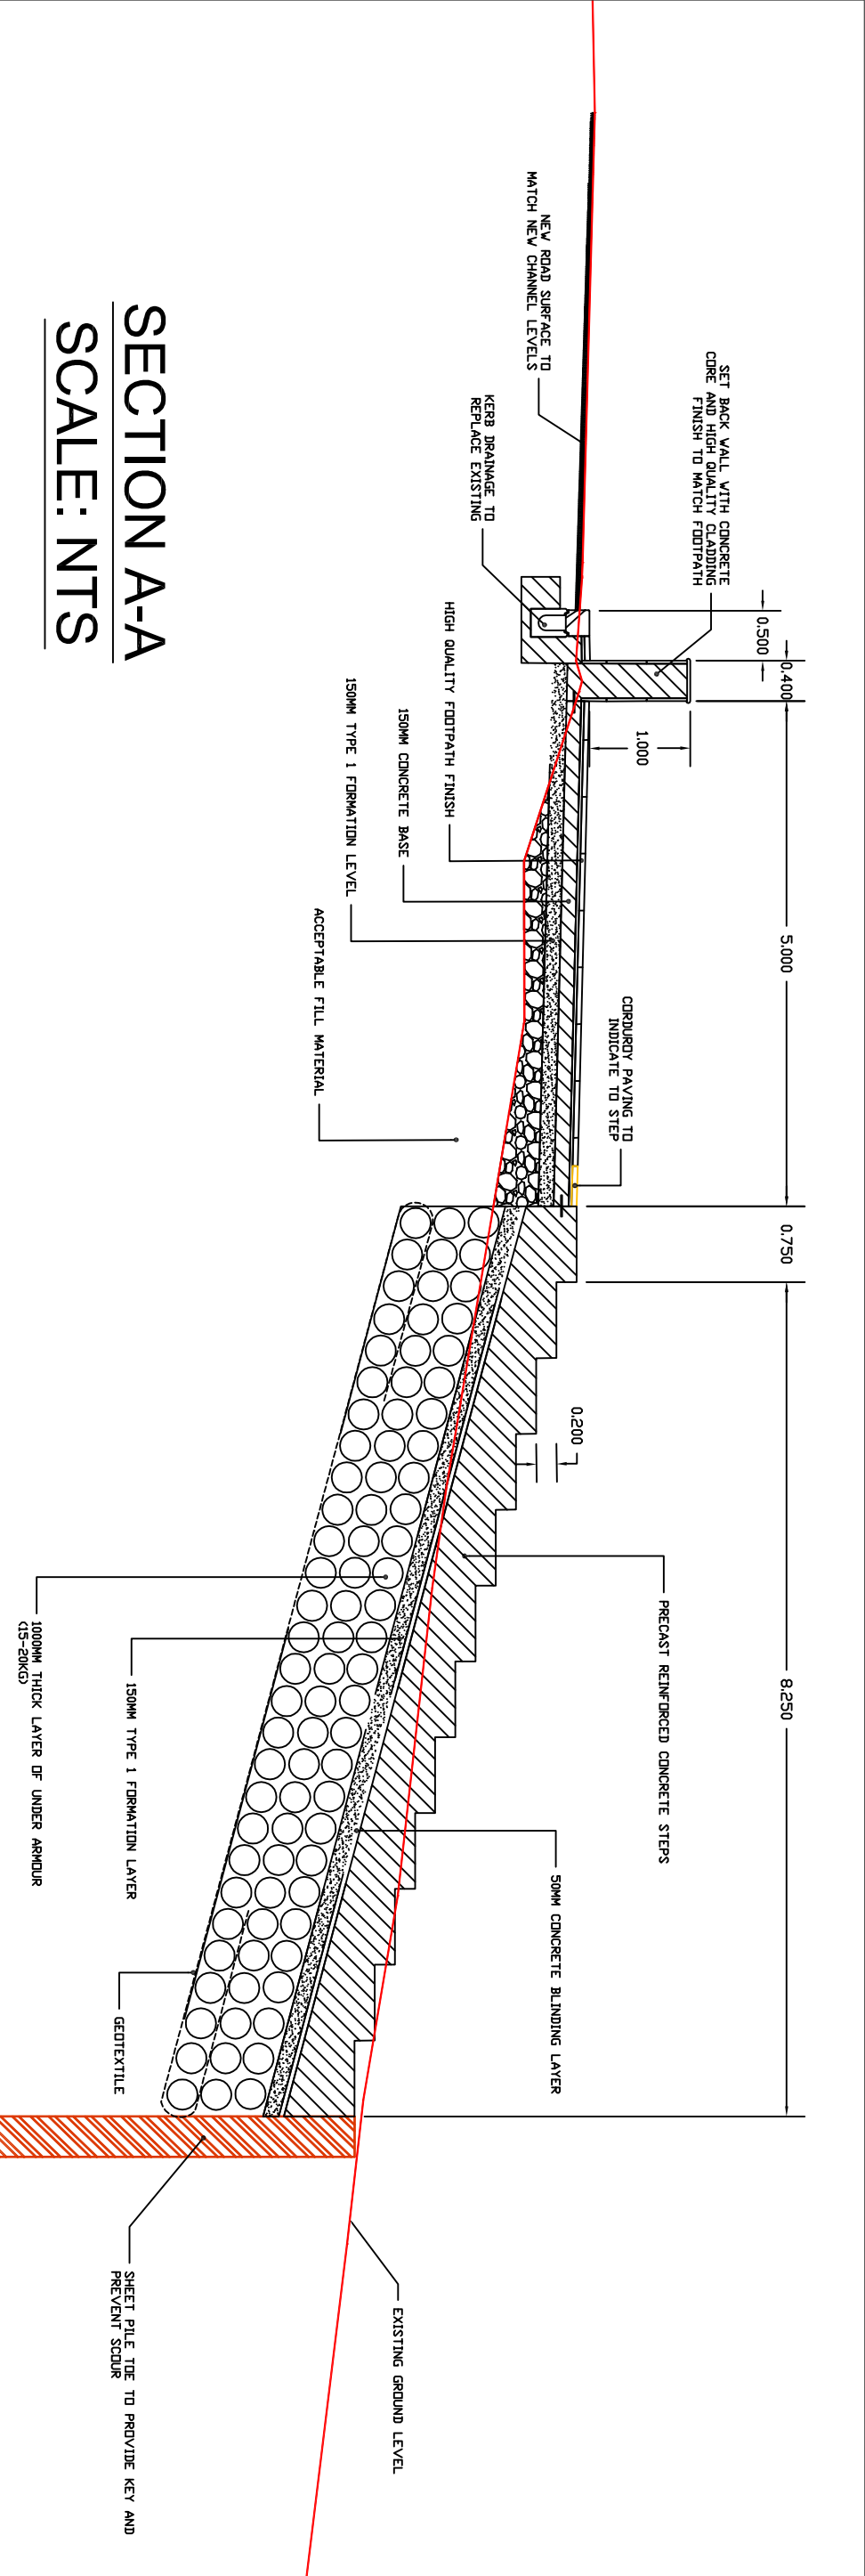 SET BACK WALL WITH CONCRETE
CORE AND HIGH QUALITY CLADDING
FINISH TO MATCH FOOTPATH
0.500
0.400
1.000
5.000
0.750
8.250
NEW ROAD SURFACE TO
MATCH NEW CHANNEL LEVELS
KERB DRAINAGE TO
REPLACE EXISTING
HIGH QUALITY FOOTPATH FINISH
150MM CONCRETE BASE
150MM TYPE 1 FORMATION LEVEL
ACCEPTABLE FILL MATERIAL
CORDUROY PAVING TO
INDICATE TO STEP
0.200
PRECAST REINFORCED CONCRETE STEPS
50MM CONCRETE BLINDING LAYER
EXISTING GROUND LEVEL
1000MM THICK LAYER OF UNDER ARMOUR
(15-20KG)
150MM TYPE 1 FORMATION LAYER
GEOTEXTILE
SHEET PILE TOE TO PROVIDE KEY AND
PREVENT SCOUR
SECTION A-A
SCALE: NTS